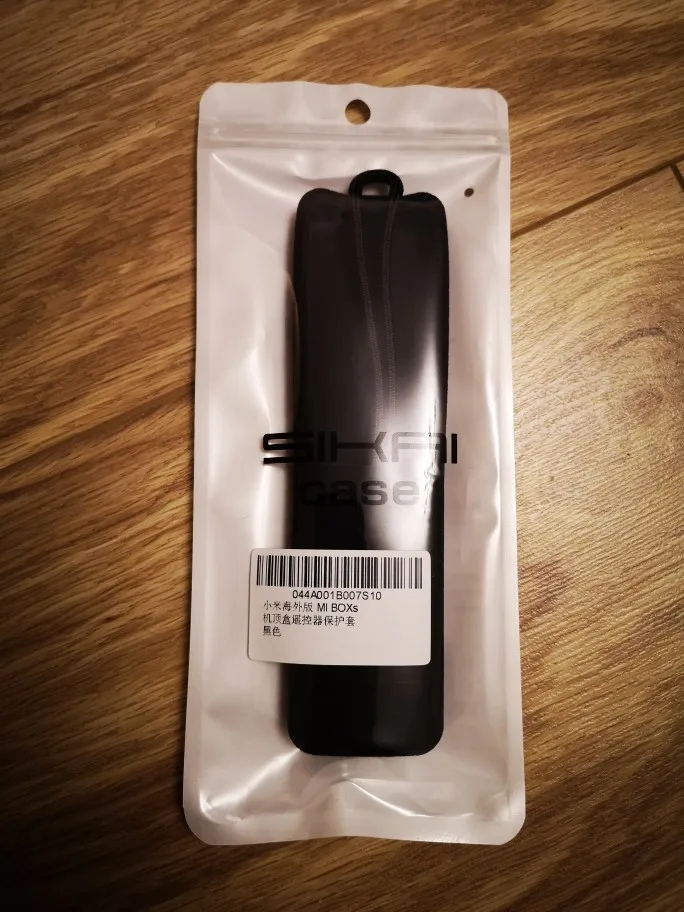 SIKAI
case
044A001B007S10
小米海外版 MI BOXs
机顶盒遥控器保护套
黑色